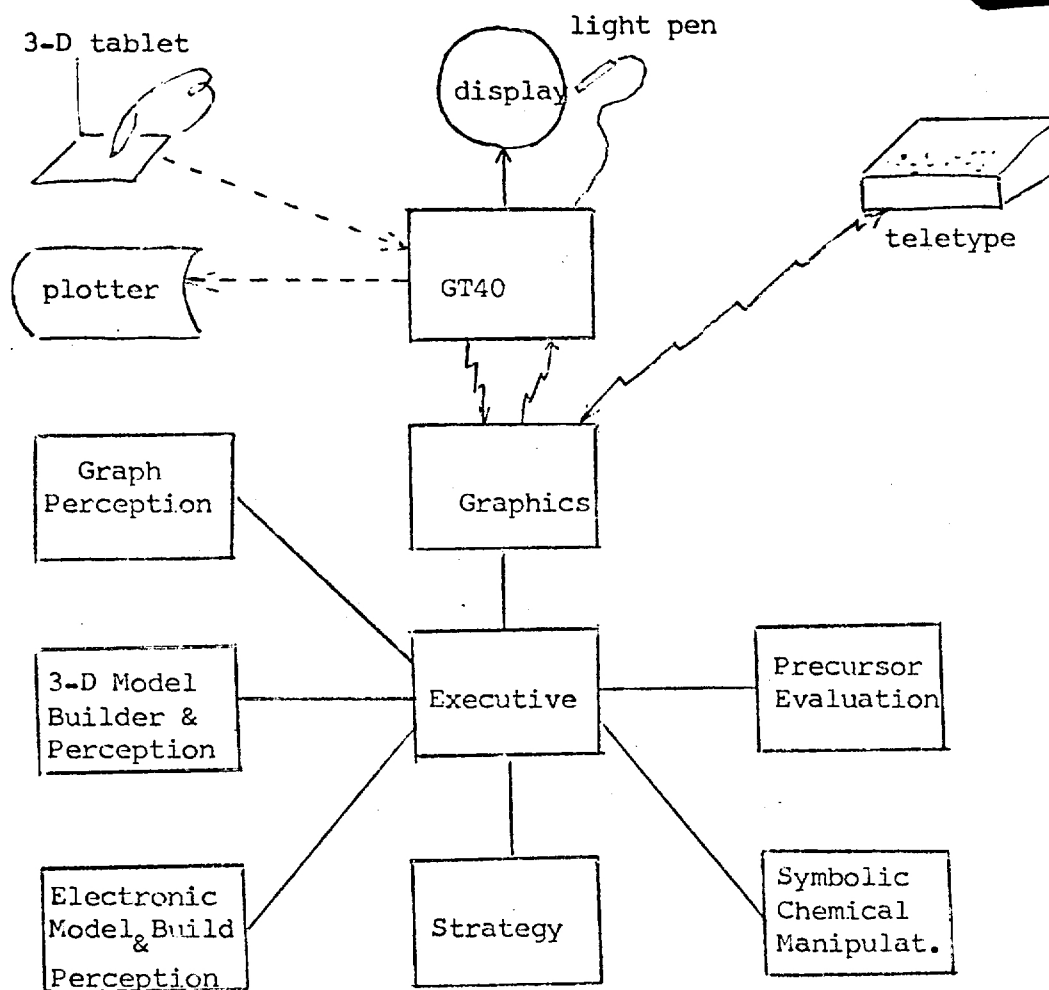 light pen
3-D tablet
display
teletype
plotter
GT40
Graph
Perception
Graphics
3-D Model
Builder &
Perception
Executive
Precursor
Evaluation
Electronic
Model Build
&
Perception
Strategy
Symbolic
Chemical
Manipulat.